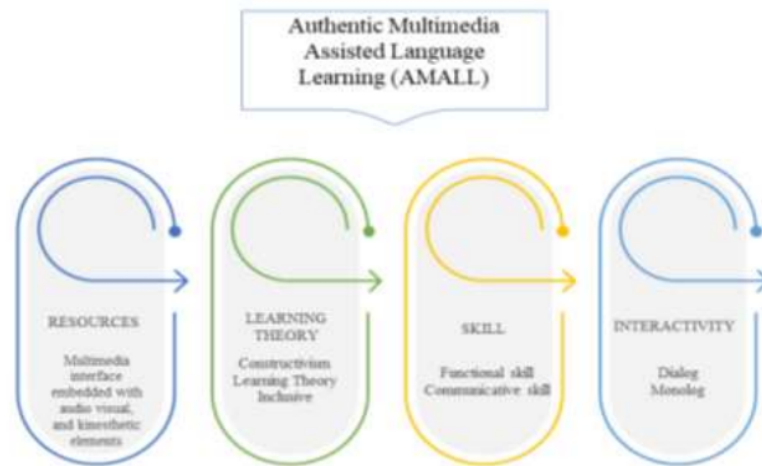 Authentic Multimedia
Assisted Language
Learning (AMALL)
RESOURCES
Multimedia
interface
embedded with
audio visual,
and kinesthetic
elements
LEARNING
THEORY
Constructivism
Learning Theory
Inclusive
SKILL
Functional skill
Communicative skill
INTERACTIVITY
Dialog
Monolog